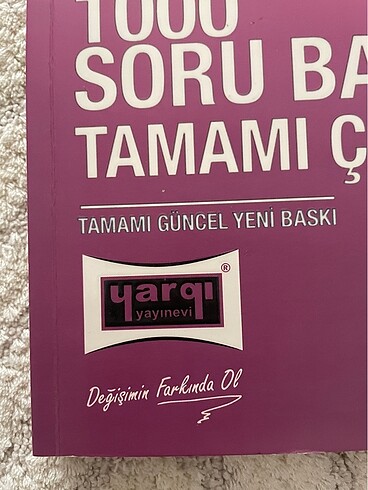 1000
SORU BA
TAMAMI Ç
TAMAMI GÜNCEL YENİ BASKI
yargı
®
yayınevi
Değişimin Farkında Ol